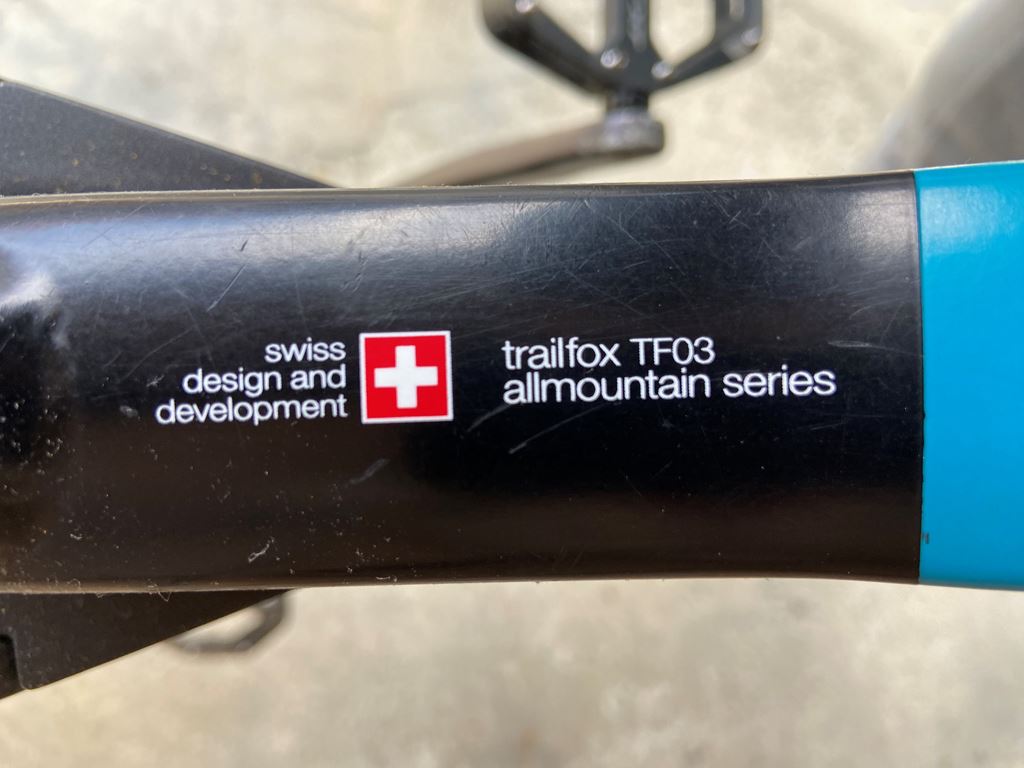 swiss
design and
development
trailfox TF03
allmountain series